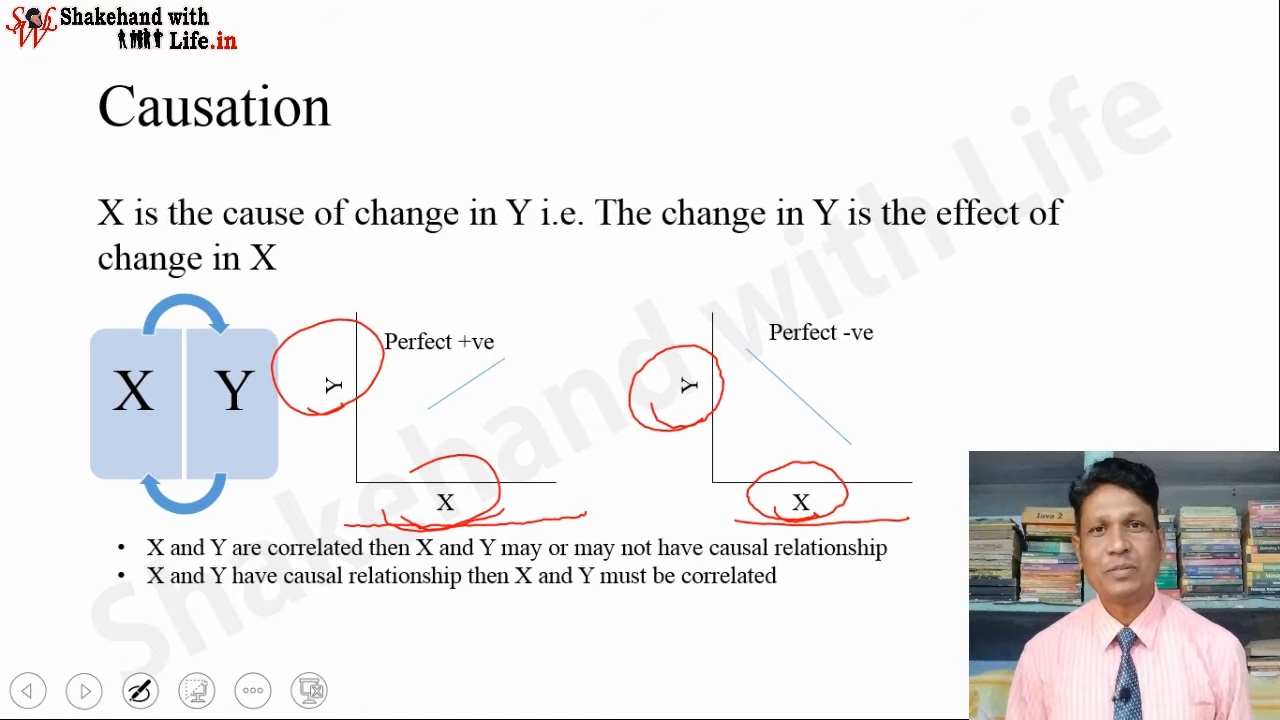 Shakehand with
Life.in
Causation
X is the cause of change in Y i.e. The change in Y is the effect of
change in X
X Y
Y
Perfect +ve
X
Y
Perfect -ve
X
• X and Y are correlated then X and Y may or may not have causal relationship
• X and Y have causal relationship then X and Y must be correlated
Shakehand with Life
Java 2